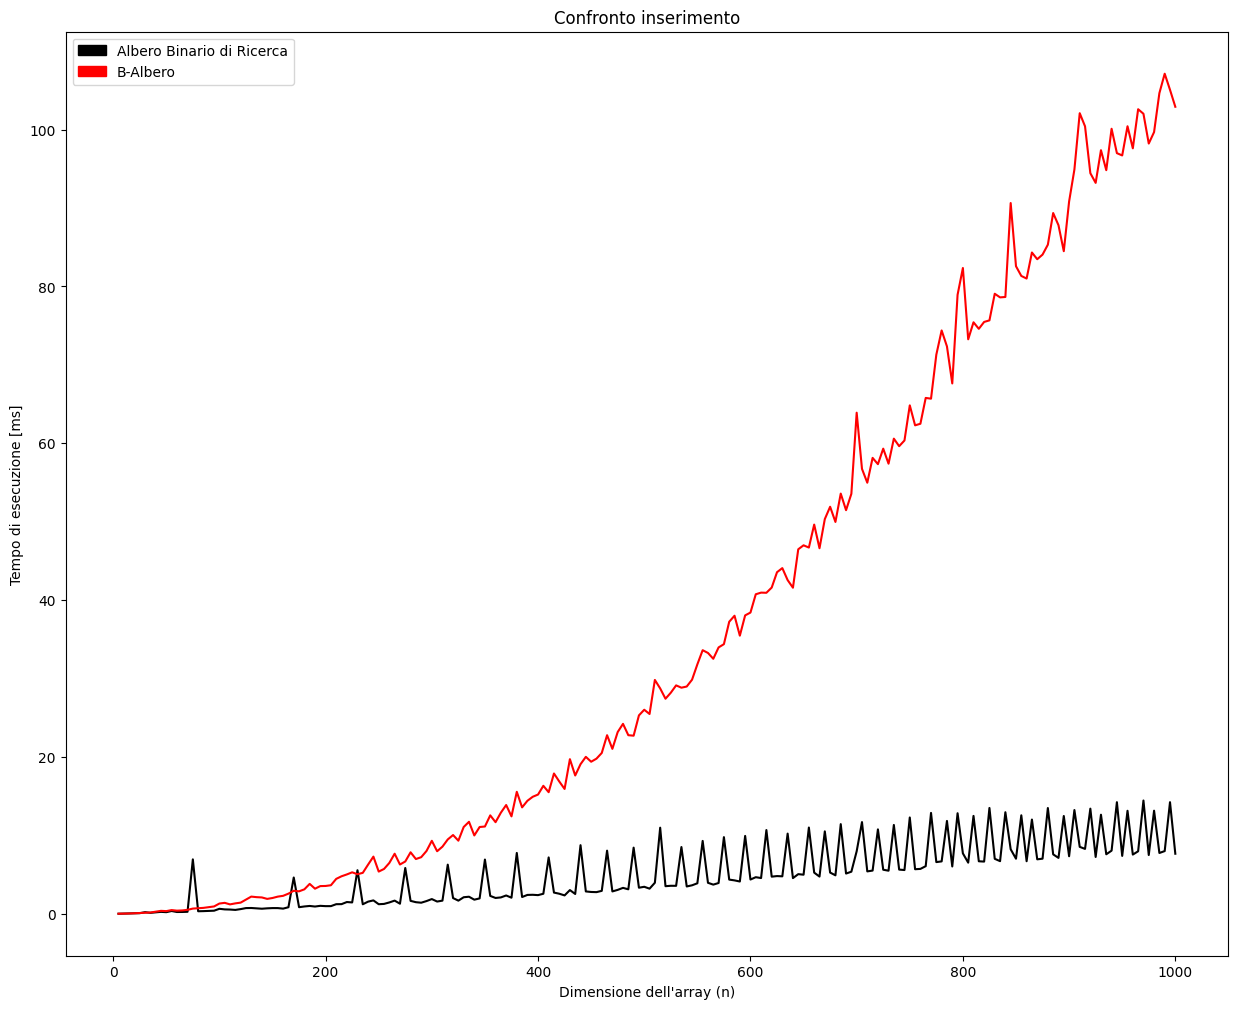 Confronto inserimento
Albero Binario di Ricerca
B-Albero
Tempo di esecuzione [ms]
100
80
60
40
20
0
0 200 400 600 800 1000
Dimensione dell'array (n)